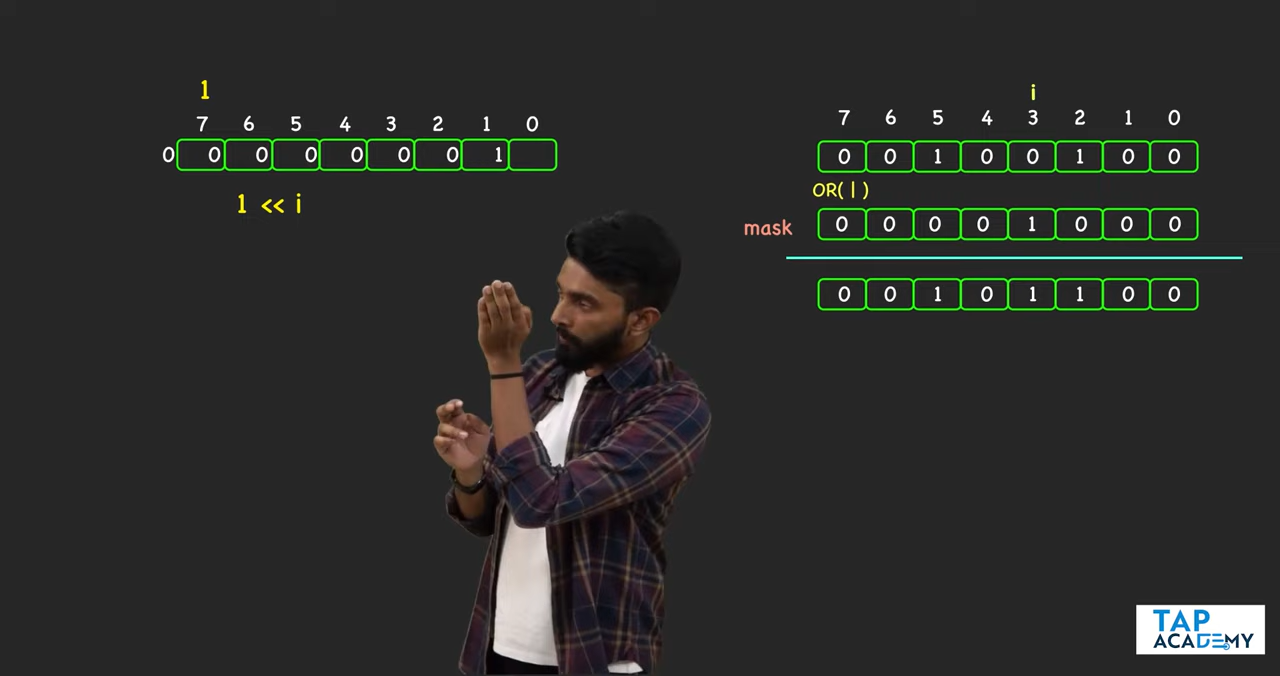 1
7 6 5 4 3 2 1 0
0 0 0 0 0 0 0 1
1 << i
i
7 6 5 4 3 2 1 0
0 0 1 0 0 1 0 0
OR( | )
mask 0 0 0 0 1 0 0 0
0 0 1 0 1 1 0 0
TAP
ACADEMY